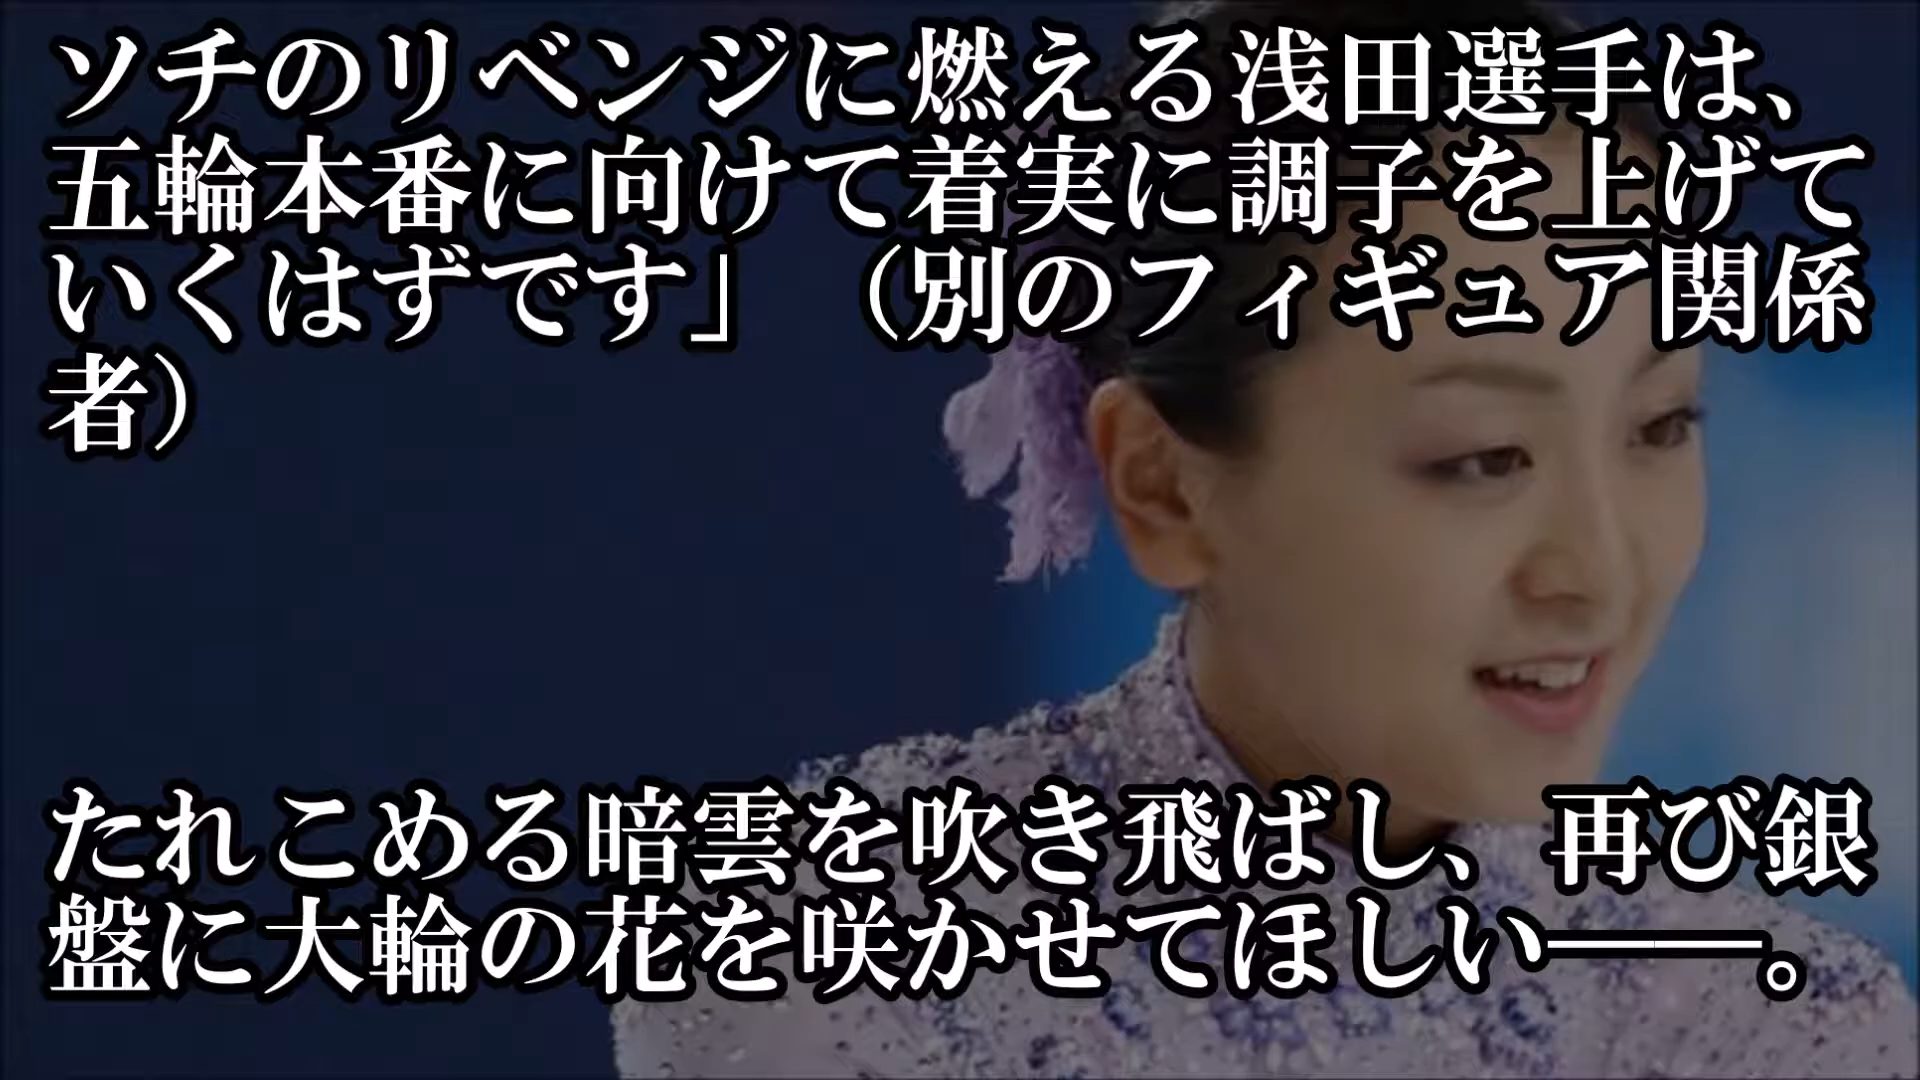 ソチのリベンジに燃える浅田選手は、
五輪本番に向けて着実に調子を上げて
いくはずです」（別のフィギュア関係
者）
たれこめる暗雲を吹き飛ばし、再び銀
盤に大輪の花を咲かせてほしい――。